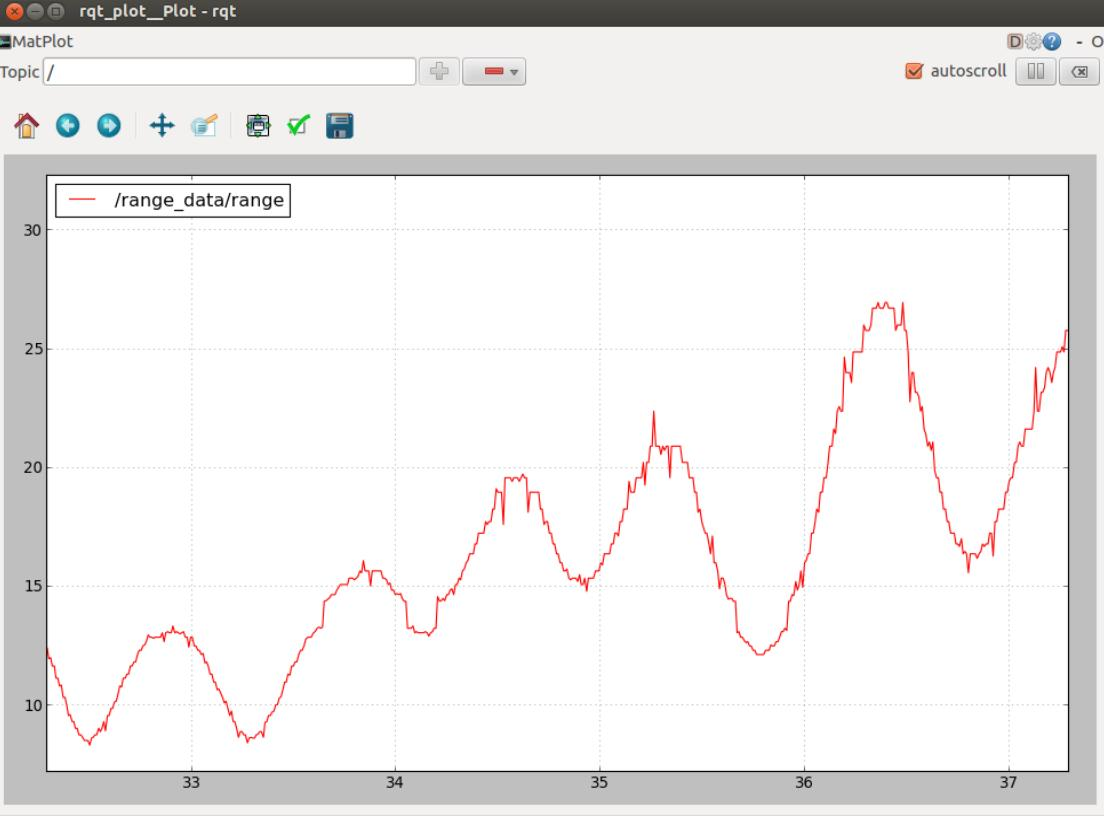 rqt_plot__Plot - rqt
MatPlot
D
?
- O
Topic /
autoscroll
/range_data/range
30
25
20
15
10
33 34 35 36 37